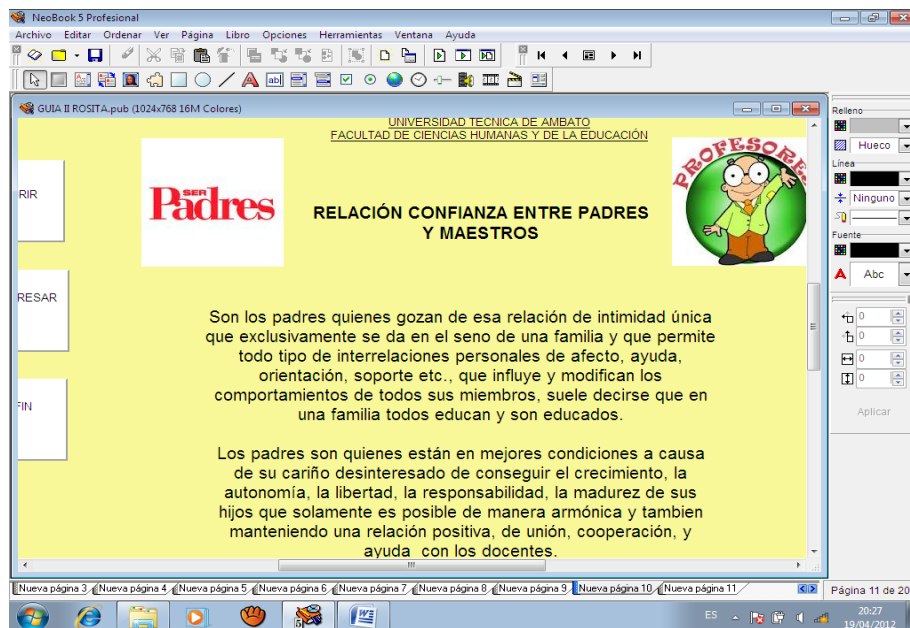 NeoBook 5 Profesional
Archivo Editar Ordenar Ver Página Libro Opciones Herramientas Ventana Ayuda
GUIA II ROSITA.pub (1024x768 16M Colores)
UNIVERSIDAD TECNICA DE AMBATO
FACULTAD DE CIENCIAS HUMANAS Y DE LA EDUCACIÓN
RIR
SER
Padres
PROFESORES
RELACIÓN CONFIANZA ENTRE PADRES
Y MAESTROS
RESAR
FIN
Son los padres quienes gozan de esa relación de intimidad única
que exclusivamente se da en el seno de una familia y que permite
todo tipo de interrelaciones personales de afecto, ayuda,
orientación, soporte etc., que influye y modifican los
comportamientos de todos sus miembros, suele decirse que en
una familia todos educan y son educados.
Los padres son quienes están en mejores condiciones a causa
de su cariño desinteresado de conseguir el crecimiento, la
autonomía, la libertad, la responsabilidad, la madurez de sus
hijos que solamente es posible de manera armónica y tambien
manteniendo una relación positiva, de unión, cooperación, y
ayuda con los docentes.
Relleno
Hueco
Línea
Ninguno
Fuente
A Abc
0
0
0
0
Aplicar
Nueva página 3 Nueva página 4 Nueva página 5 Nueva página 6 Nueva página 7 Nueva página 8 Nueva página 9 Nueva página 10 Nueva página 11
Página 11 de 20
ES
20:27
19/04/2012